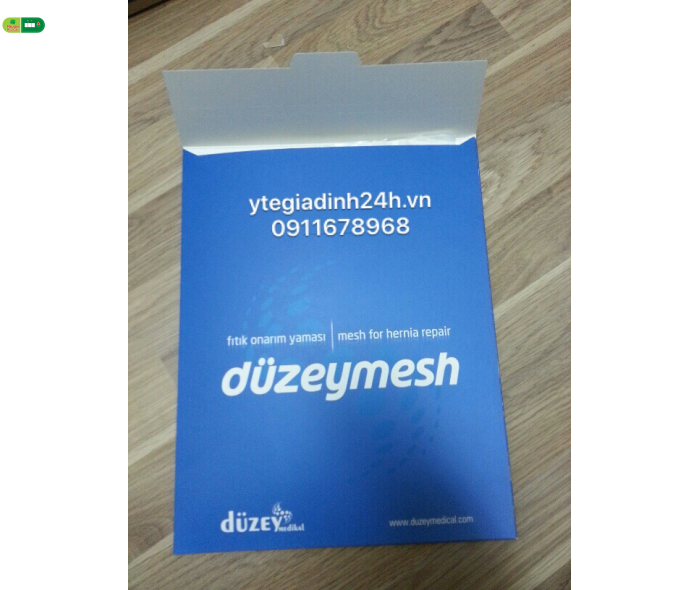 ytegiadinh24h.vn
0911678968
fıtık onarım yaması | mesh for hernia repair
düzeymesh
düzey medikal
www.duzeymedical.com